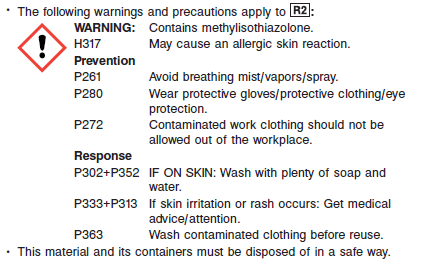 • The following warnings and precautions apply to R2:
WARNING: Contains methylisothiazolone.
H317 May cause an allergic skin reaction.
Prevention
P261 Avoid breathing mist/vapors/spray.
P280 Wear protective gloves/protective clothing/eye
protection.
P272 Contaminated work clothing should not be
allowed out of the workplace.
Response
P302+P352 IF ON SKIN: Wash with plenty of soap and
water.
P333+P313 If skin irritation or rash occurs: Get medical
advice/attention.
P363 Wash contaminated clothing before reuse.
• This material and its containers must be disposed of in a safe way.